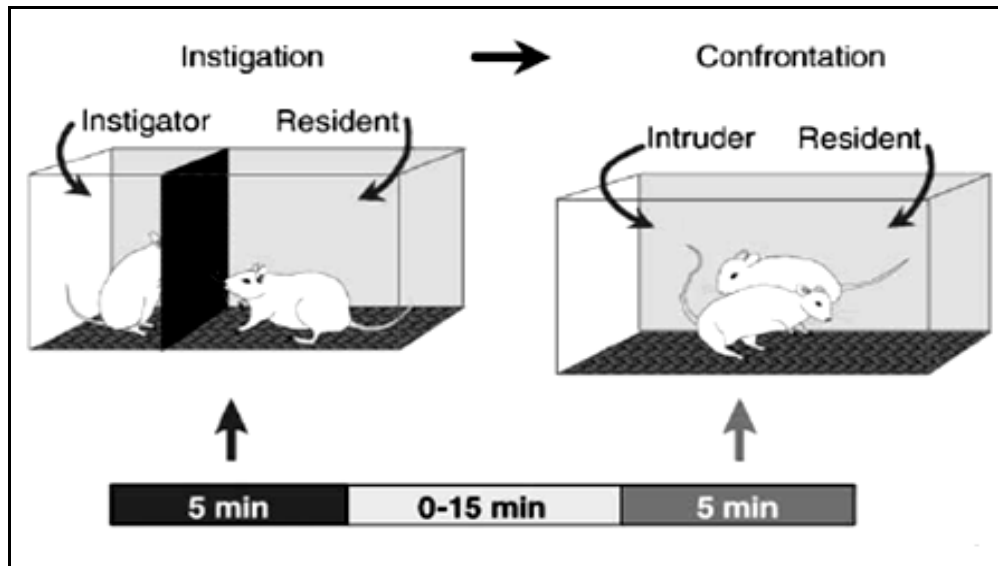 Instigation
Confrontation
Instigator
Resident
Intruder
Resident
5 min
0-15 min
5 min